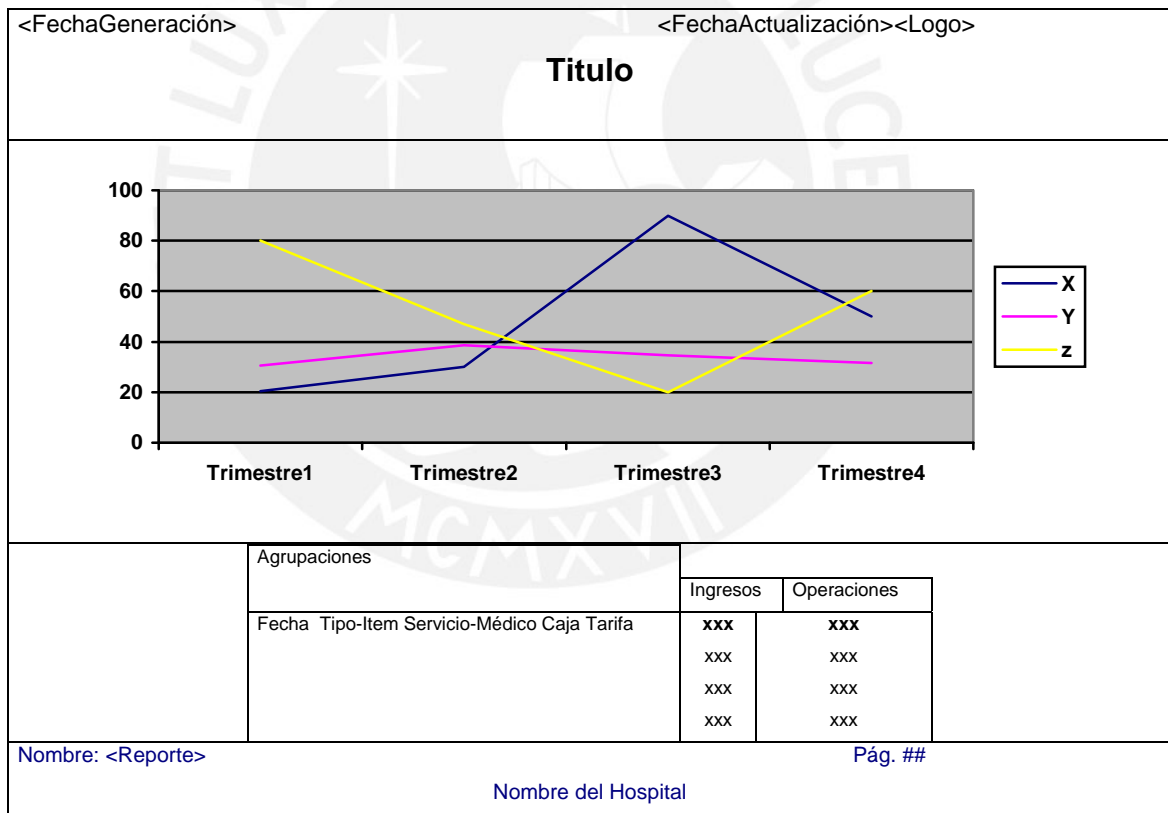 <FechaGeneración> <FechaActualización><Logo>
Titulo
100
80
60
40
20
0
Trimestre1 Trimestre2 Trimestre3 Trimestre4
X
Y
z
Agrupaciones
Ingresos Operaciones
Fecha Tipo-Item Servicio-Médico Caja Tarifa xxx xxx
xxx xxx
xxx xxx
xxx xxx
Nombre: <Reporte> Pág. ##
Nombre del Hospital
MCMXVII